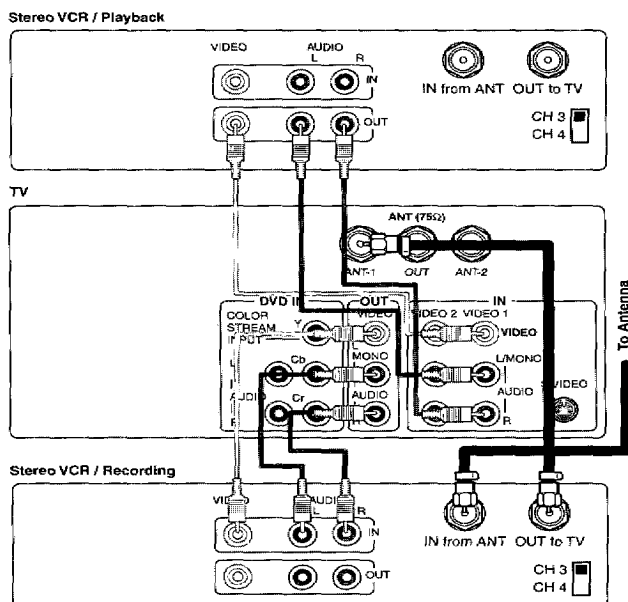 Stereo VCR / Playback
VIDEO AUDIO
L R
IN
OUT
IN from ANT OUT to TV
CH 3
CH 4
TV
ANT (75Ω)
ANT-1 OUT ANT-2
To Antenna
DVD IN OUT IN
COLOR STREAM INPUT
Y VIDEO VIDEO 2 VIDEO 1
VIDEO
Cb MONO L/MONO
AUDIO Cr AUDIO AUDIO
R R R
Stereo VCR / Recording
AUDIO
L R
IN
OUT
IN from ANT OUT to TV
CH 3
CH 4